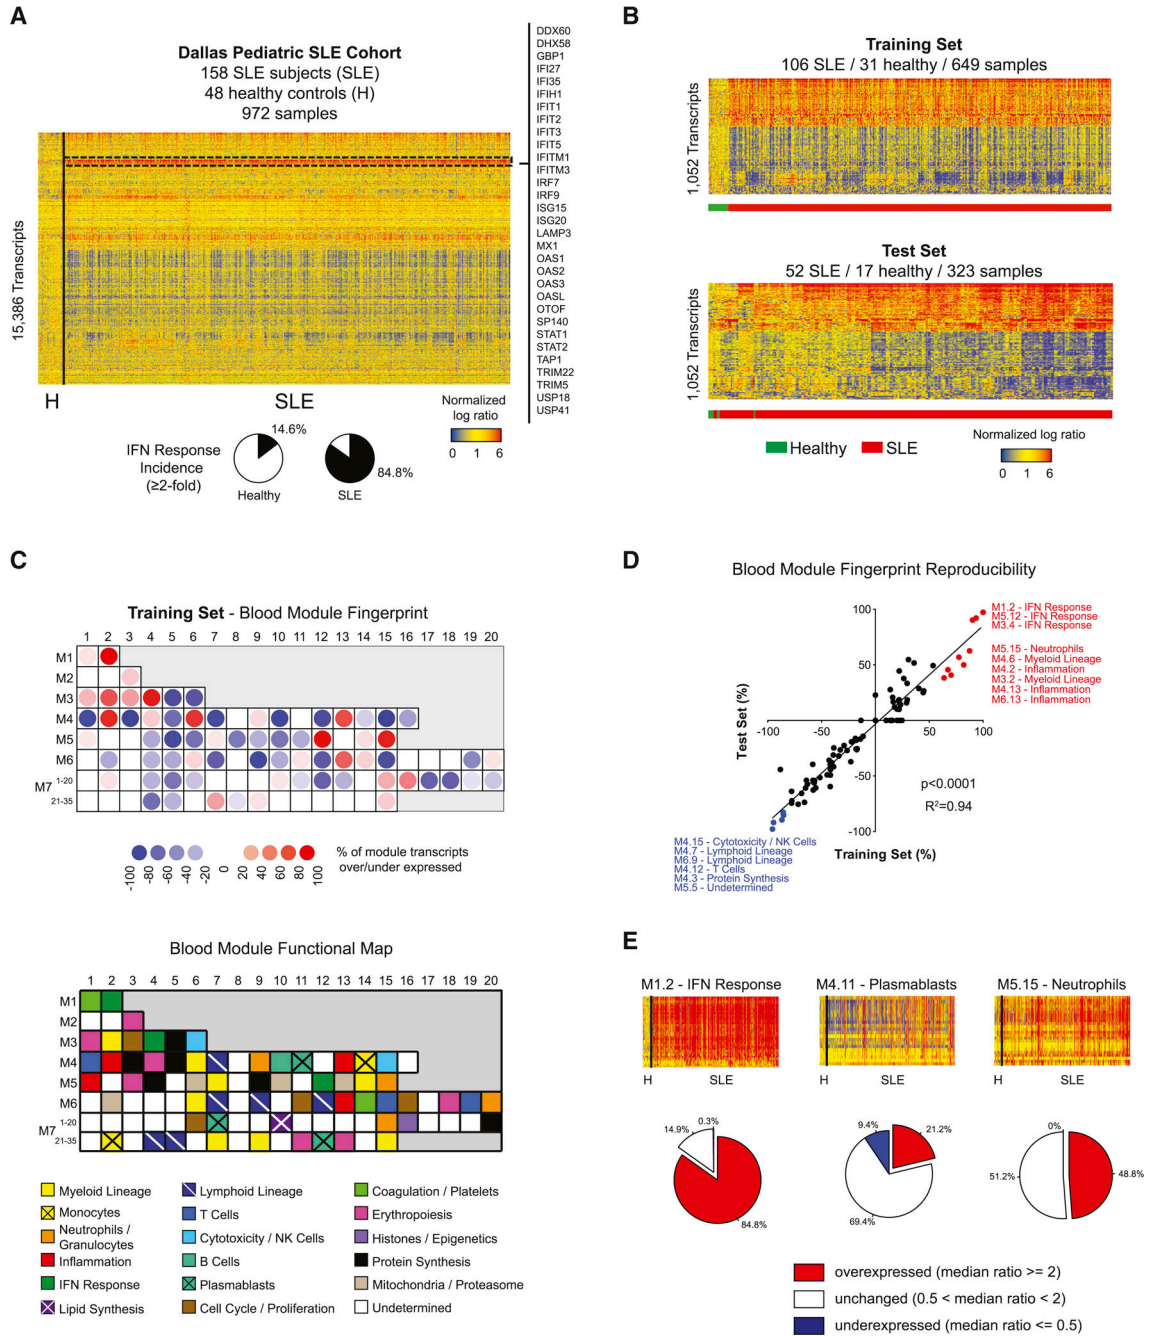 A
Dallas Pediatric SLE Cohort
158 SLE subjects (SLE)
48 healthy controls (H)
972 samples
15,386 Transcripts
H
SLE
DDX60
DHX58
GBP1
IFI27
IFI35
IFIH1
IFIT1
IFIT2
IFIT3
IFIT5
IFITM1
IFITM3
IRF7
IRF9
ISG15
ISG20
LAMP3
MX1
OAS1
OAS2
OAS3
OASL
OTOF
SP140
STAT1
STAT2
TAP1
TRIM22
TRIM5
USP18
USP41
Normalized
log ratio
0 1 6
IFN Response
Incidence
(≥2-fold)
14.6%
Healthy
84.8%
SLE
B
Training Set
106 SLE / 31 healthy / 649 samples
1,052 Transcripts
Test Set
52 SLE / 17 healthy / 323 samples
1,052 Transcripts
Healthy
SLE
Normalized log ratio
0 1 6
C
Training Set - Blood Module Fingerprint
1 2 3 4 5 6 7 8 9 10 11 12 13 14 15 16 17 18 19 20
M1
M2
M3
M4
M5
M6
M7 1-20
21-35
-100 -80 -60 -40 -20 0 20 40 60 80 100
% of module transcripts
over/under expressed
Blood Module Functional Map
1 2 3 4 5 6 7 8 9 10 11 12 13 14 15 16 17 18 19 20
M1
M2
M3
M4
M5
M6
M7 1-20
21-35
Myeloid Lineage
Monocytes
Neutrophils /
Granulocytes
Inflammation
IFN Response
Lipid Synthesis
Lymphoid Lineage
T Cells
Cytotoxicity / NK Cells
B Cells
Plasmablasts
Cell Cycle / Proliferation
Coagulation / Platelets
Erythropoiesis
Histones / Epigenetics
Protein Synthesis
Mitochondria / Proteasome
Undetermined
D
Blood Module Fingerprint Reproducibility
100
50
-50
-100
-100 -50 50 100
Test Set (%)
Training Set (%)
M1.2 - IFN Response
M5.12 - IFN Response
M3.4 - IFN Response
M5.15 - Neutrophils
M4.6 - Myeloid Lineage
M4.2 - Inflammation
M3.2 - Myeloid Lineage
M4.13 - Inflammation
M6.13 - Inflammation
p<0.0001
R²=0.94
M4.15 - Cytotoxicity / NK Cells
M4.7 - Lymphoid Lineage
M6.9 - Lymphoid Lineage
M4.12 - T Cells
M4.3 - Protein Synthesis
M5.5 - Undetermined
E
M1.2 - IFN Response
H SLE
14.9%
0.3%
84.8%
M4.11 - Plasmablasts
H SLE
9.4%
21.2%
69.4%
M5.15 - Neutrophils
H SLE
0%
51.2%
48.8%
overexpressed (median ratio >= 2)
unchanged (0.5 < median ratio < 2)
underexpressed (median ratio <= 0.5)